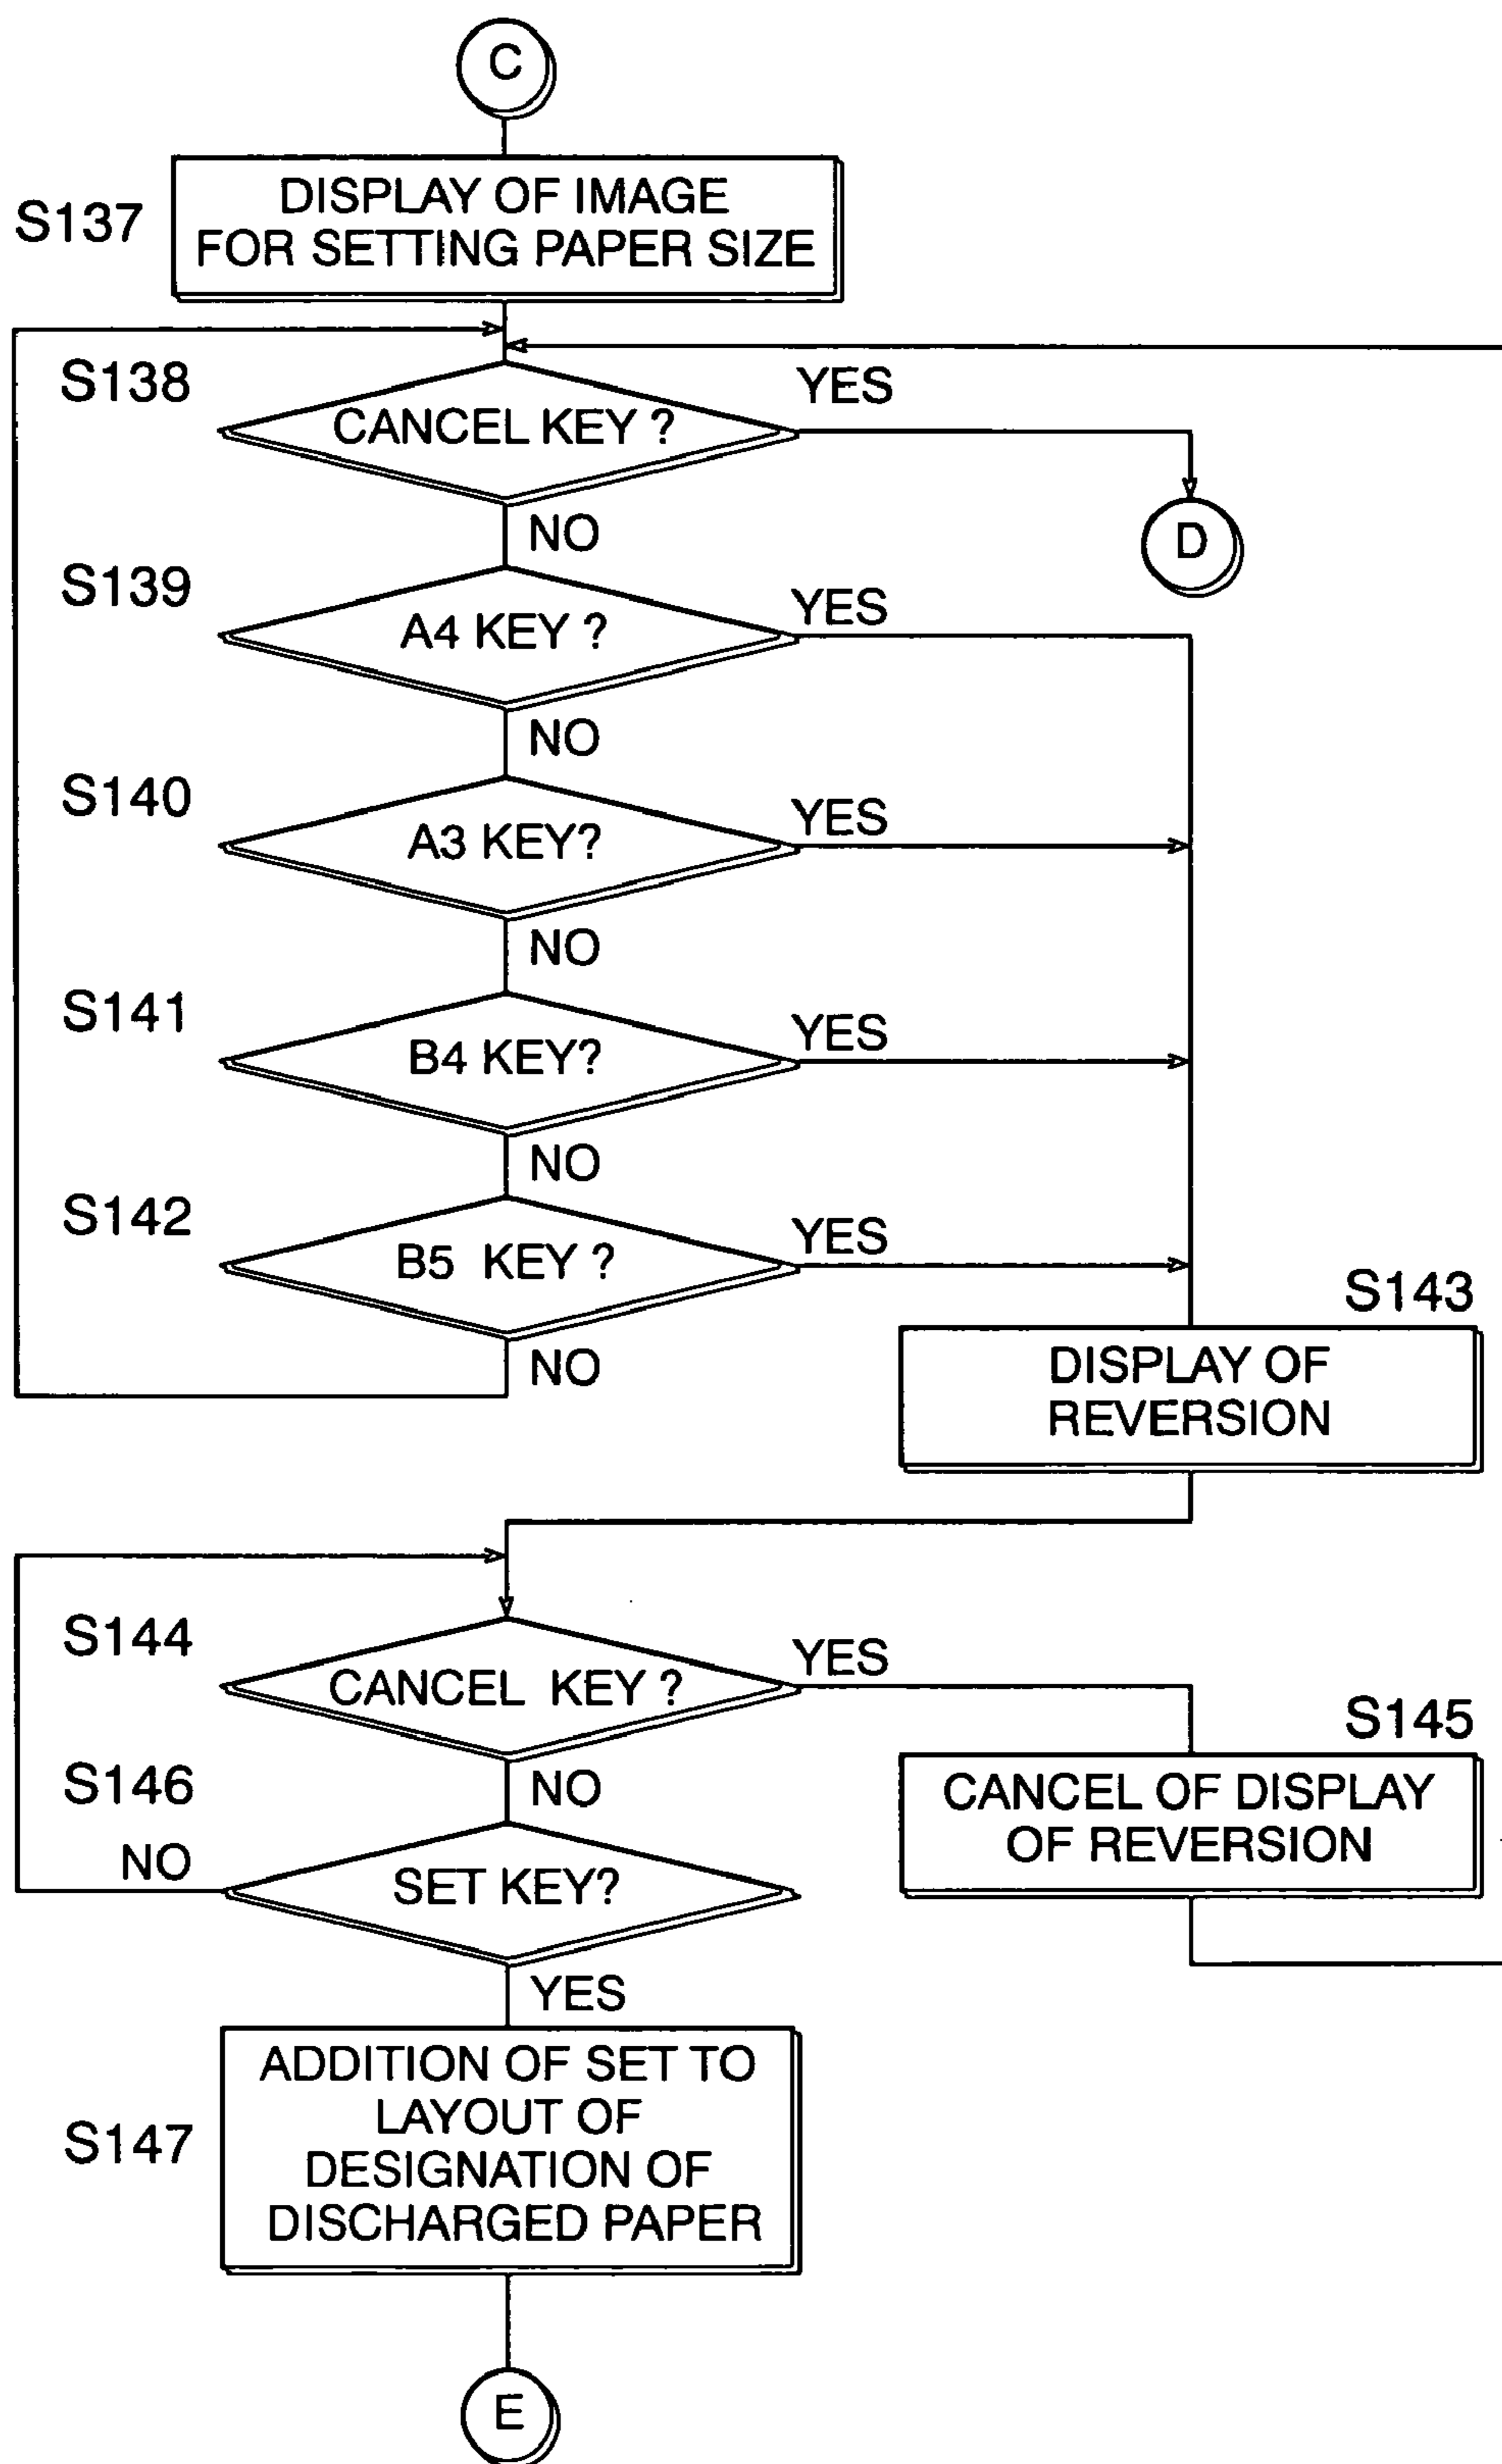 C
S137
DISPLAY OF IMAGE
FOR SETTING PAPER SIZE
S138
CANCEL KEY ?
YES
NO
D
S139
A4 KEY ?
YES
NO
S140
A3 KEY?
YES
NO
S141
B4 KEY?
YES
NO
S142
B5 KEY ?
YES
NO
S143
DISPLAY OF
REVERSION
S144
CANCEL KEY ?
YES
NO
S145
CANCEL OF DISPLAY
OF REVERSION
S146
NO
SET KEY?
YES
S147
ADDITION OF SET TO
LAYOUT OF
DESIGNATION OF
DISCHARGED PAPER
E